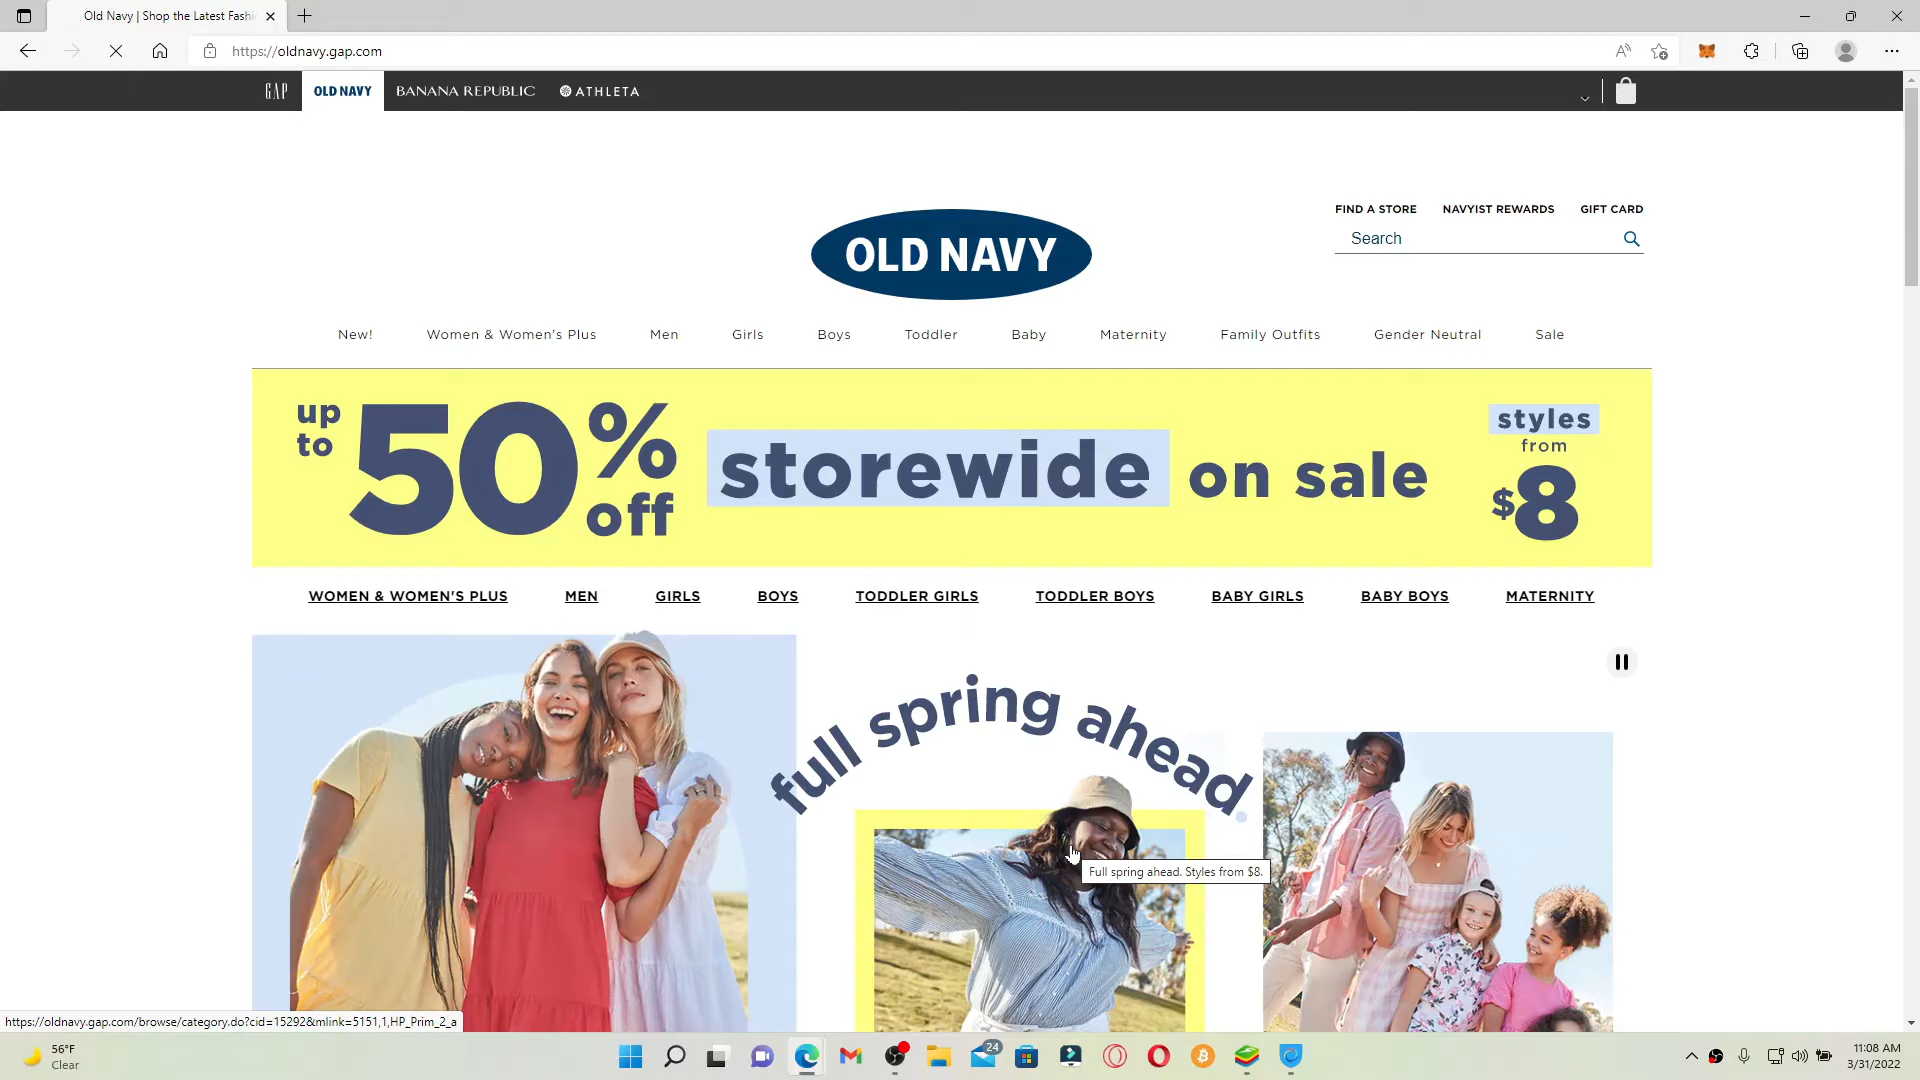 Old Navy | Shop the Latest Fashi
https://oldnavy.gap.com
GAP
OLD NAVY
BANANA REPUBLIC
ATHLETA
FIND A STORE
NAVYIST REWARDS
GIFT CARD
OLD NAVY
Search
New!
Women & Women's Plus
Men
Girls
Boys
Toddler
Baby
Maternity
Family Outfits
Gender Neutral
Sale
up to 50% off storewide on sale
styles
from
$8
WOMEN & WOMEN'S PLUS
MEN
GIRLS
BOYS
TODDLER GIRLS
TODDLER BOYS
BABY GIRLS
BABY BOYS
MATERNITY
full spring ahead.
Full spring ahead. Styles from $8.
https://oldnavy.gap.com/browse/category.do?cid=15292&mlink=5151,1,HP_Prim_2_a
56°F
Clear
24
11:08 AM
3/31/2022